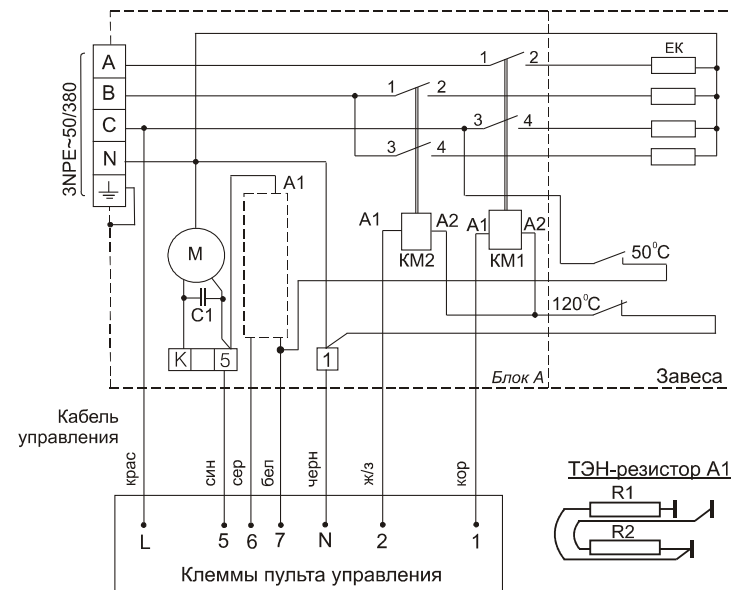 3NPE~50/380
A
B
C
N
1 2
EK
1 2
3 4
3 4
A1
M
C1
A1 A2
KM2
A1 A2
KM1
50°C
120°C
K 5
1
Блок А
Завеса
Кабель
управления
крас
син
сер
бел
черн
ж/з
кор
L 5 6 7 N 2 1
Клеммы пульта управления
ТЭН-резистор А1
R1
R2